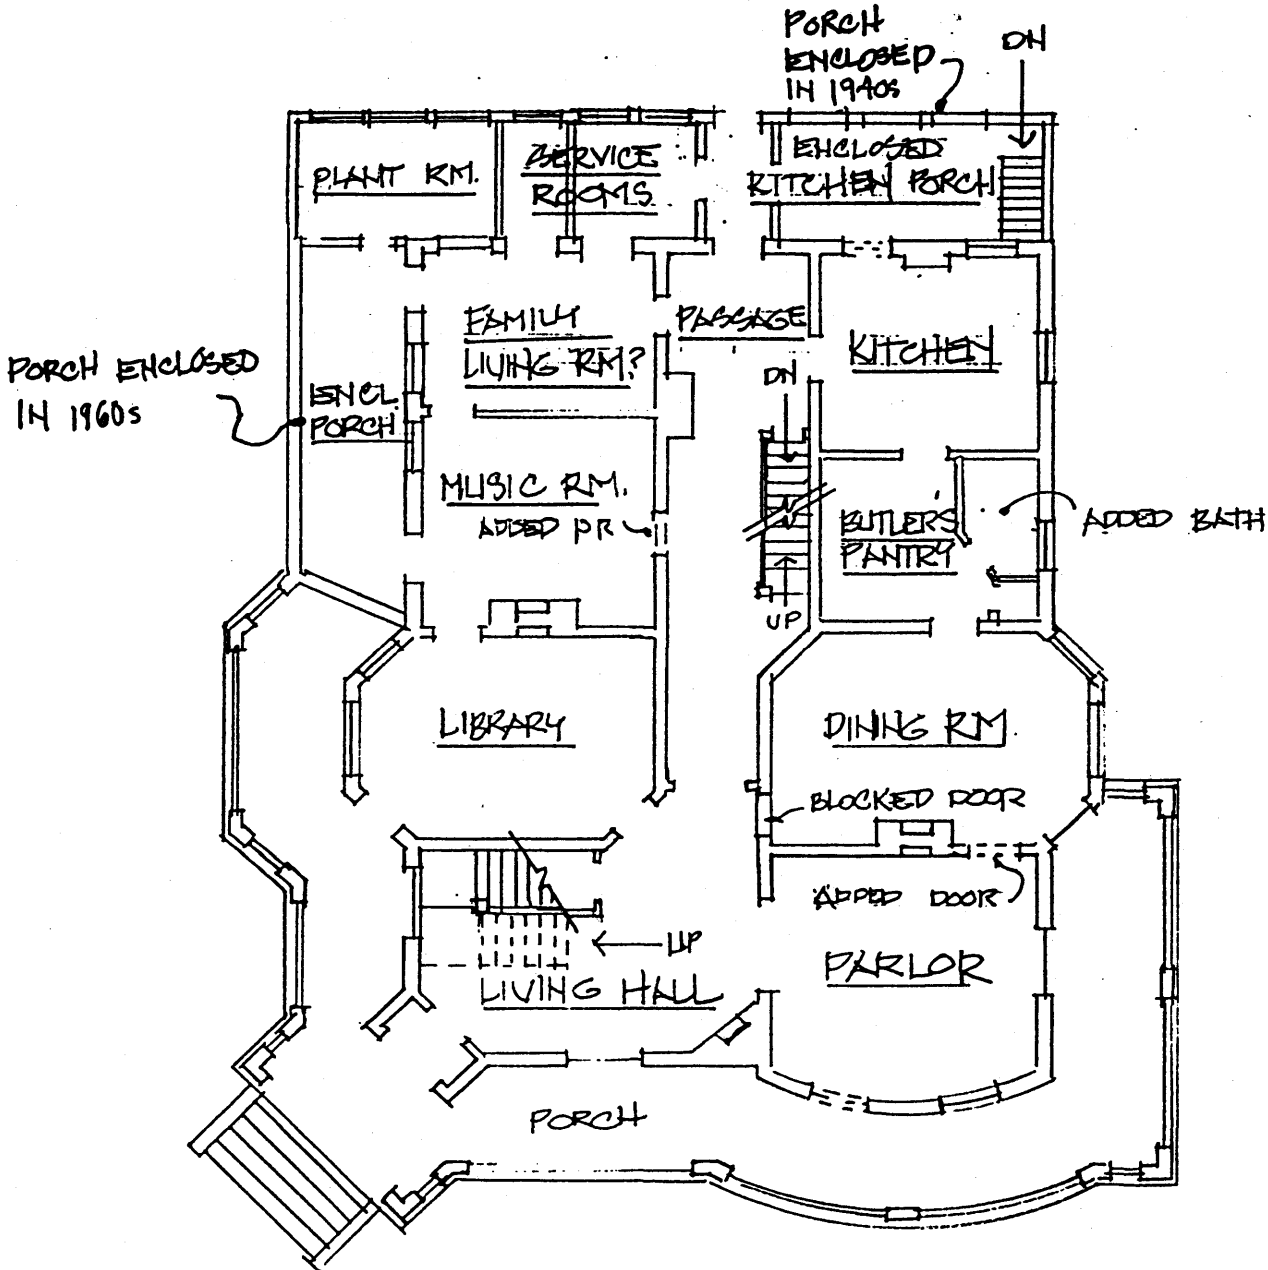 PORCH
ENCLOSED
IN 1940s
DN
PLANT RM.
SERVICE
ROOMS
ENCLOSED
KITCHEN PORCH
FAMILY
LIVING RM?
PASSAGE
KITCHEN
PORCH ENCLOSED
IN 1960s
ENCL.
PORCH
DN
MUSIC RM.
ADDED DR
BUTLER'S
PANTRY
ADDED BATH
UP
LIBRARY
DINING RM.
BLOCKED DOOR
ADDED DOOR
UP
LIVING HALL
PARLOR
PORCH